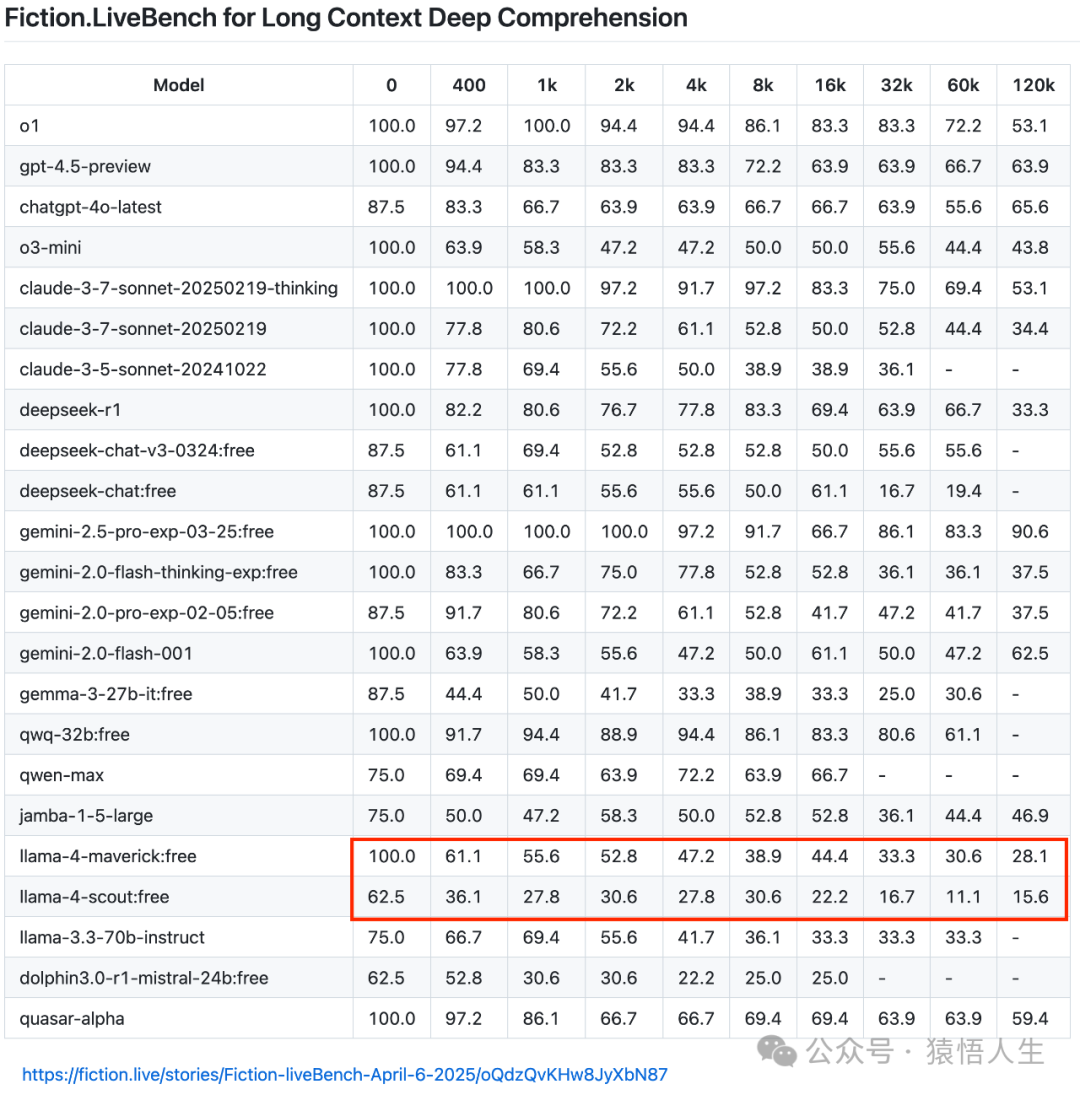 Fiction.LiveBench for Long Context Deep Comprehension
Model 0 400 1k 2k 4k 8k 16k 32k 60k 120k
o1 100.0 97.2 100.0 94.4 94.4 86.1 83.3 83.3 72.2 53.1
gpt-4.5-preview 100.0 94.4 83.3 83.3 83.3 72.2 63.9 63.9 66.7 63.9
chatgpt-4o-latest 87.5 83.3 66.7 63.9 63.9 66.7 66.7 63.9 55.6 65.6
o3-mini 100.0 63.9 58.3 47.2 47.2 50.0 50.0 55.6 44.4 43.8
claude-3-7-sonnet-20250219-thinking 100.0 100.0 100.0 97.2 91.7 97.2 83.3 75.0 69.4 53.1
claude-3-7-sonnet-20250219 100.0 77.8 80.6 72.2 61.1 52.8 50.0 52.8 44.4 34.4
claude-3-5-sonnet-20241022 100.0 77.8 69.4 55.6 50.0 38.9 38.9 36.1 - -
deepseek-r1 100.0 82.2 80.6 76.7 77.8 83.3 69.4 63.9 66.7 33.3
deepseek-chat-v3-0324:free 87.5 61.1 69.4 52.8 52.8 52.8 50.0 55.6 55.6 -
deepseek-chat:free 87.5 61.1 61.1 55.6 55.6 50.0 61.1 16.7 19.4 -
gemini-2.5-pro-exp-03-25:free 100.0 100.0 100.0 100.0 97.2 91.7 66.7 86.1 83.3 90.6
gemini-2.0-flash-thinking-exp:free 100.0 83.3 66.7 75.0 77.8 52.8 52.8 36.1 36.1 37.5
gemini-2.0-pro-exp-02-05:free 87.5 91.7 80.6 72.2 61.1 52.8 41.7 47.2 41.7 37.5
gemini-2.0-flash-001 100.0 63.9 58.3 55.6 47.2 50.0 61.1 50.0 47.2 62.5
gemma-3-27b-it:free 87.5 44.4 50.0 41.7 33.3 38.9 33.3 25.0 30.6 -
qwq-32b:free 100.0 91.7 94.4 88.9 94.4 86.1 83.3 80.6 61.1 -
qwen-max 75.0 69.4 69.4 63.9 72.2 63.9 66.7 - - -
jamba-1-5-large 75.0 50.0 47.2 58.3 50.0 52.8 52.8 36.1 44.4 46.9
llama-4-maverick:free 100.0 61.1 55.6 52.8 47.2 38.9 44.4 33.3 30.6 28.1
llama-4-scout:free 62.5 36.1 27.8 30.6 27.8 30.6 22.2 16.7 11.1 15.6
llama-3.3-70b-instruct 75.0 66.7 69.4 55.6 41.7 36.1 33.3 33.3 33.3 -
dolphin3.0-r1-mistral-24b:free 62.5 52.8 30.6 30.6 22.2 25.0 25.0 - - -
quasar-alpha 100.0 97.2 86.1 66.7 66.7 69.4 69.4 63.9 63.9 59.4
公众号 · 猿悟人生
https://fiction.live/stories/Fiction-liveBench-April-6-2025/oQdzQvKHw8JyXbN87